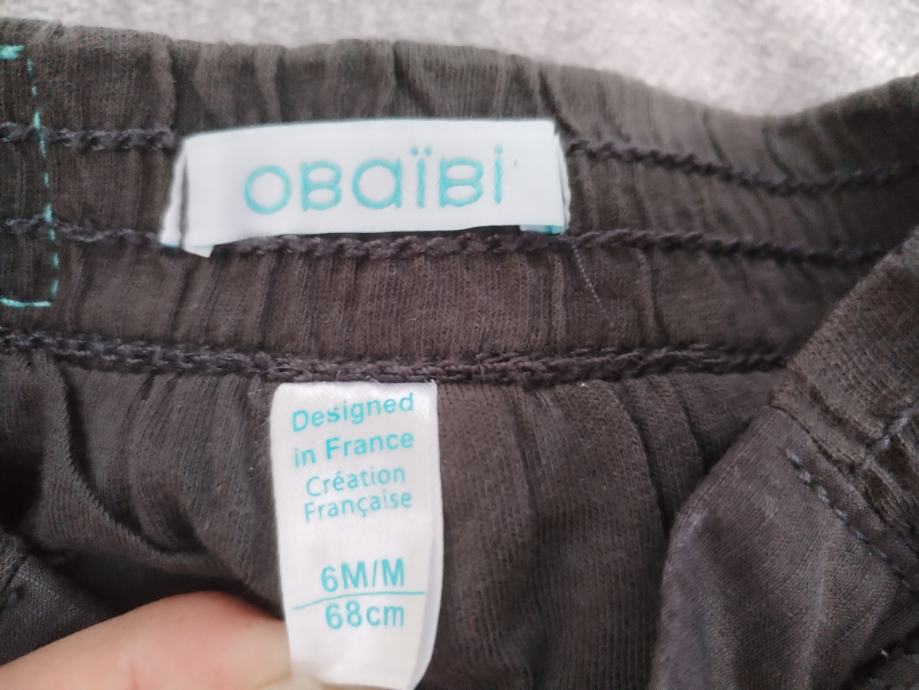 OBaïBi
Designed
in France
Création
Française
6M/M
68cm